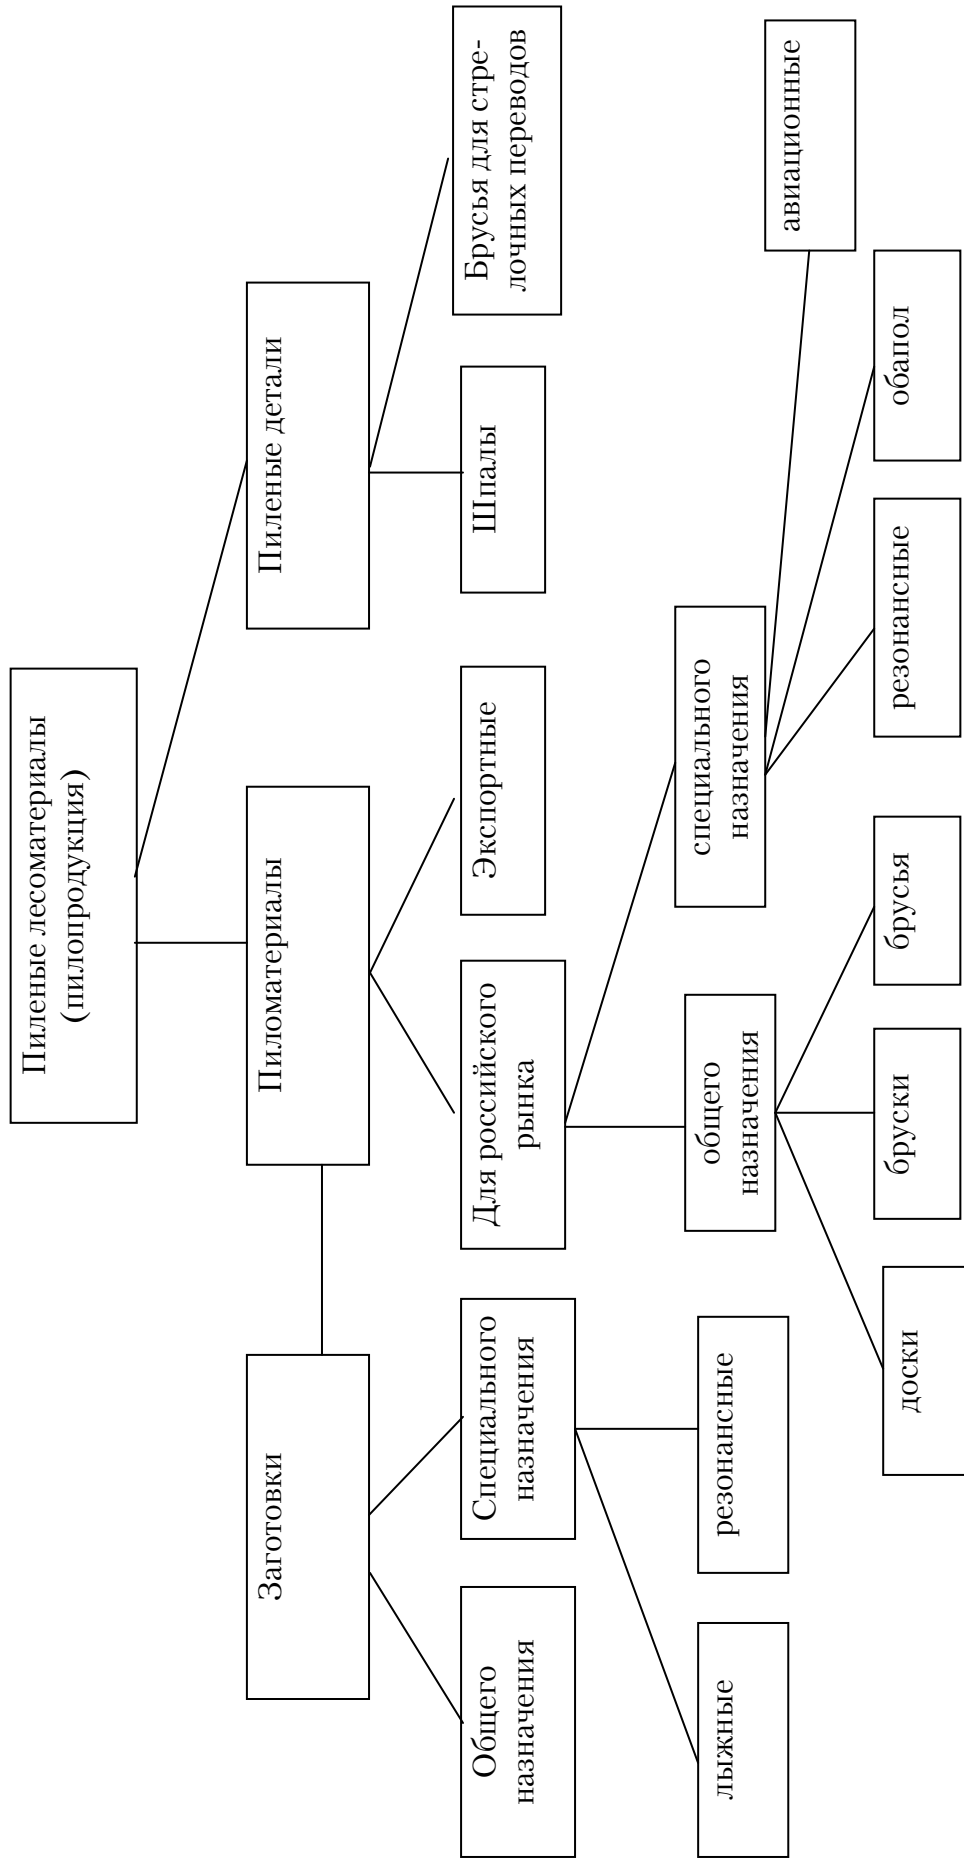 Пиленые лесоматериалы
(пилопродукция)
Заготовки
Пиломатериалы
Пиленые детали
Общего
назначения
Специального
назначения
Для российского
рынка
Экспортные
Шпалы
Брусья для стре-
лочных переводов
лыжные
резонансные
общего
назначения
специального
назначения
авиационные
доски
бруски
брусья
резонансные
обапол